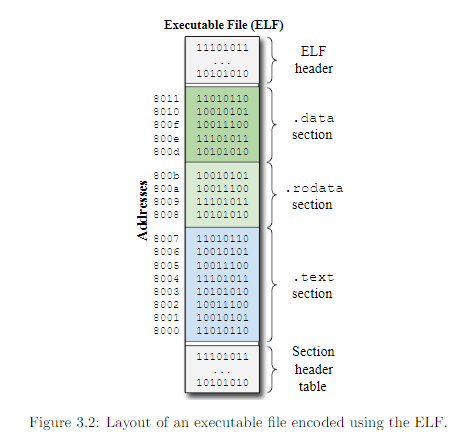 Executable File (ELF)
11101011
...
10101010
ELF
header
8011 11010110
8010 10010101
800f 10011100
800e 11101011
800d 10101010
.data
section
800b 10010101
800a 10011100
8009 11101011
8008 10101010
.rodata
section
Addresses
8007 11010110
8006 10010101
8005 10011100
8004 11101011
8003 10101010
8002 10011100
8001 10010101
8000 11010110
.text
section
11101011
...
10101010
Section
header
table
Figure 3.2: Layout of an executable file encoded using the ELF.